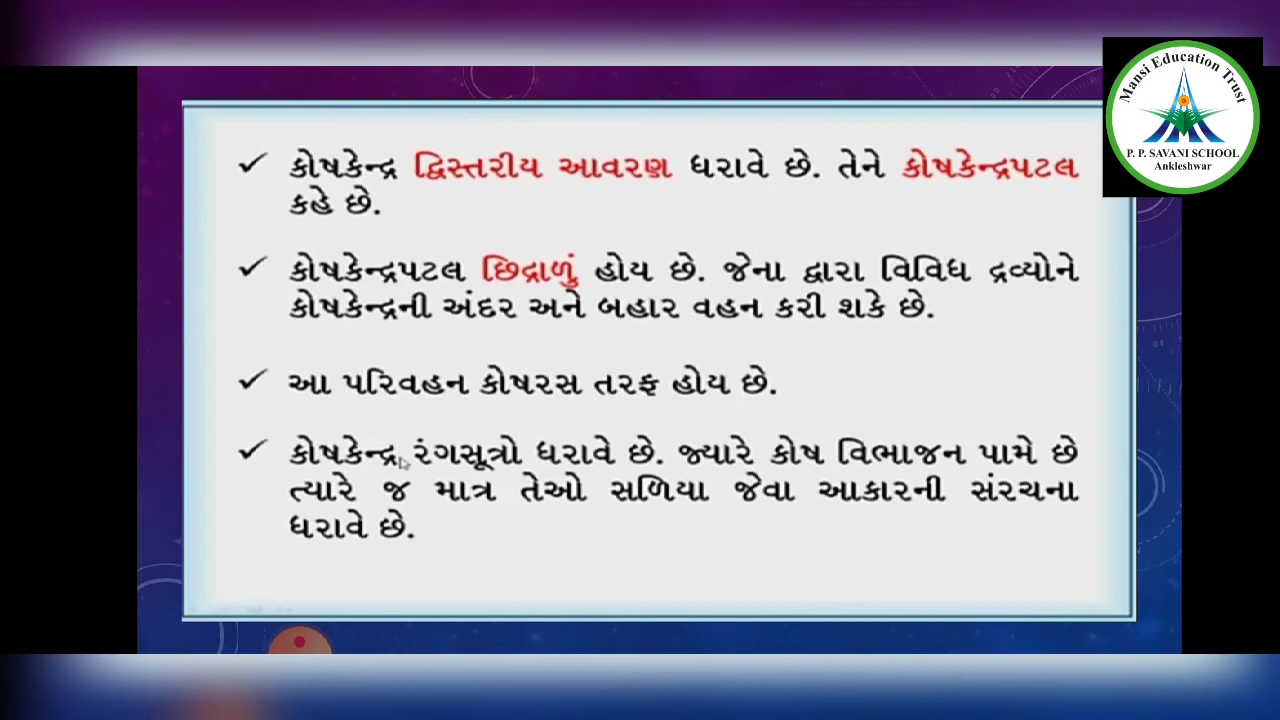 Mansi Education Trust
P. P. SAVANI SCHOOL
Ankleshwar
✓ કોષકેન્દ્ર દ્વિસ્તરીય આવરણ ધરાવે છે. તેને કોષકેન્દ્રપટલ
કહે છે.
✓ કોષકેન્દ્રપટલ છિદ્રાળું હોય છે. જેના દ્વારા વિવિધ દ્રવ્યોને
કોષકેન્દ્રની અંદર અને બહાર વહન કરી શકે છે.
✓ આ પરિવહન કોષરસ તરફ હોય છે.
✓ કોષકેન્દ્ર રંગસૂત્રો ધરાવે છે. જ્યારે કોષ વિભાજન પામે છે
ત્યારે જ માત્ર તેઓ સળિયા જેવા આકારની સંરચના
ધરાવે છે.